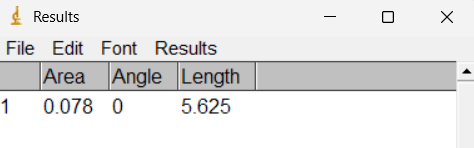 Results
File Edit Font Results
Area Angle Length
1 0.078 0 5.625